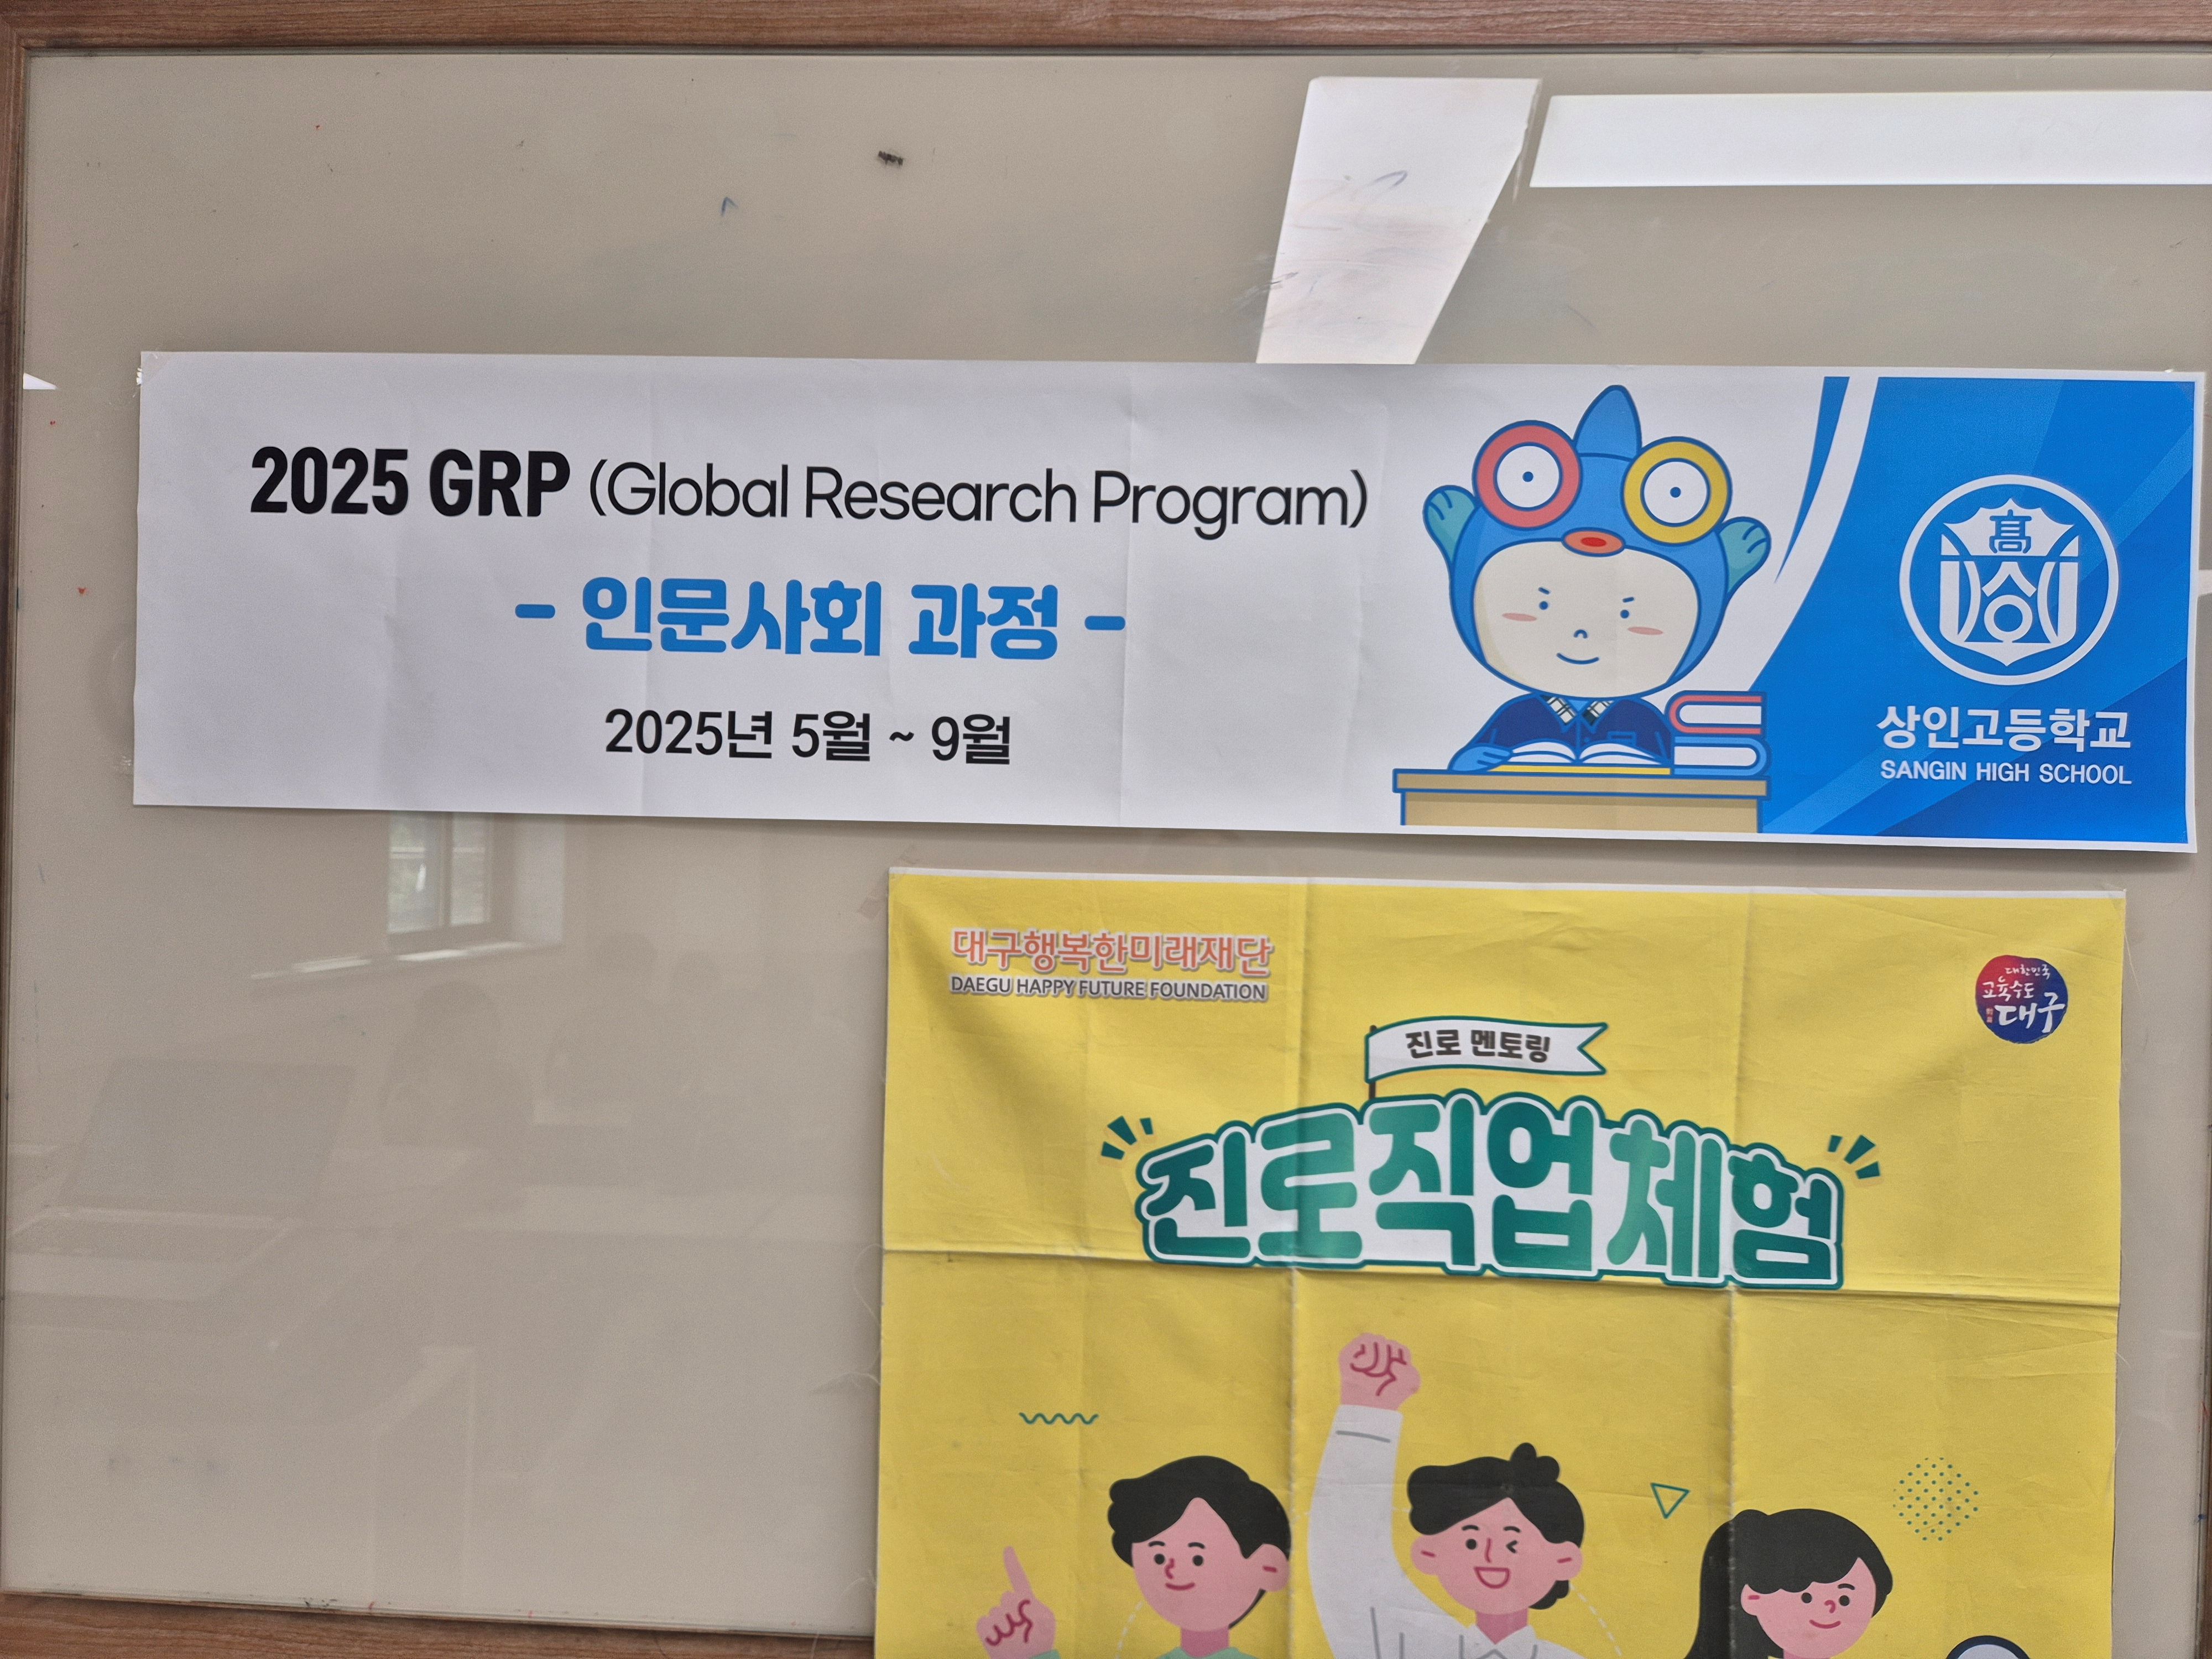 2025 GRP (Global Research Program)
- 인문사회 과정 -
2025년 5월 ~ 9월
高
상인고등학교
SANGIN HIGH SCHOOL
대구행복한미래재단
DAEGU HAPPY FUTURE FOUNDATION
대한민국
교육수도
대구
진로 멘토링
진로직업체험